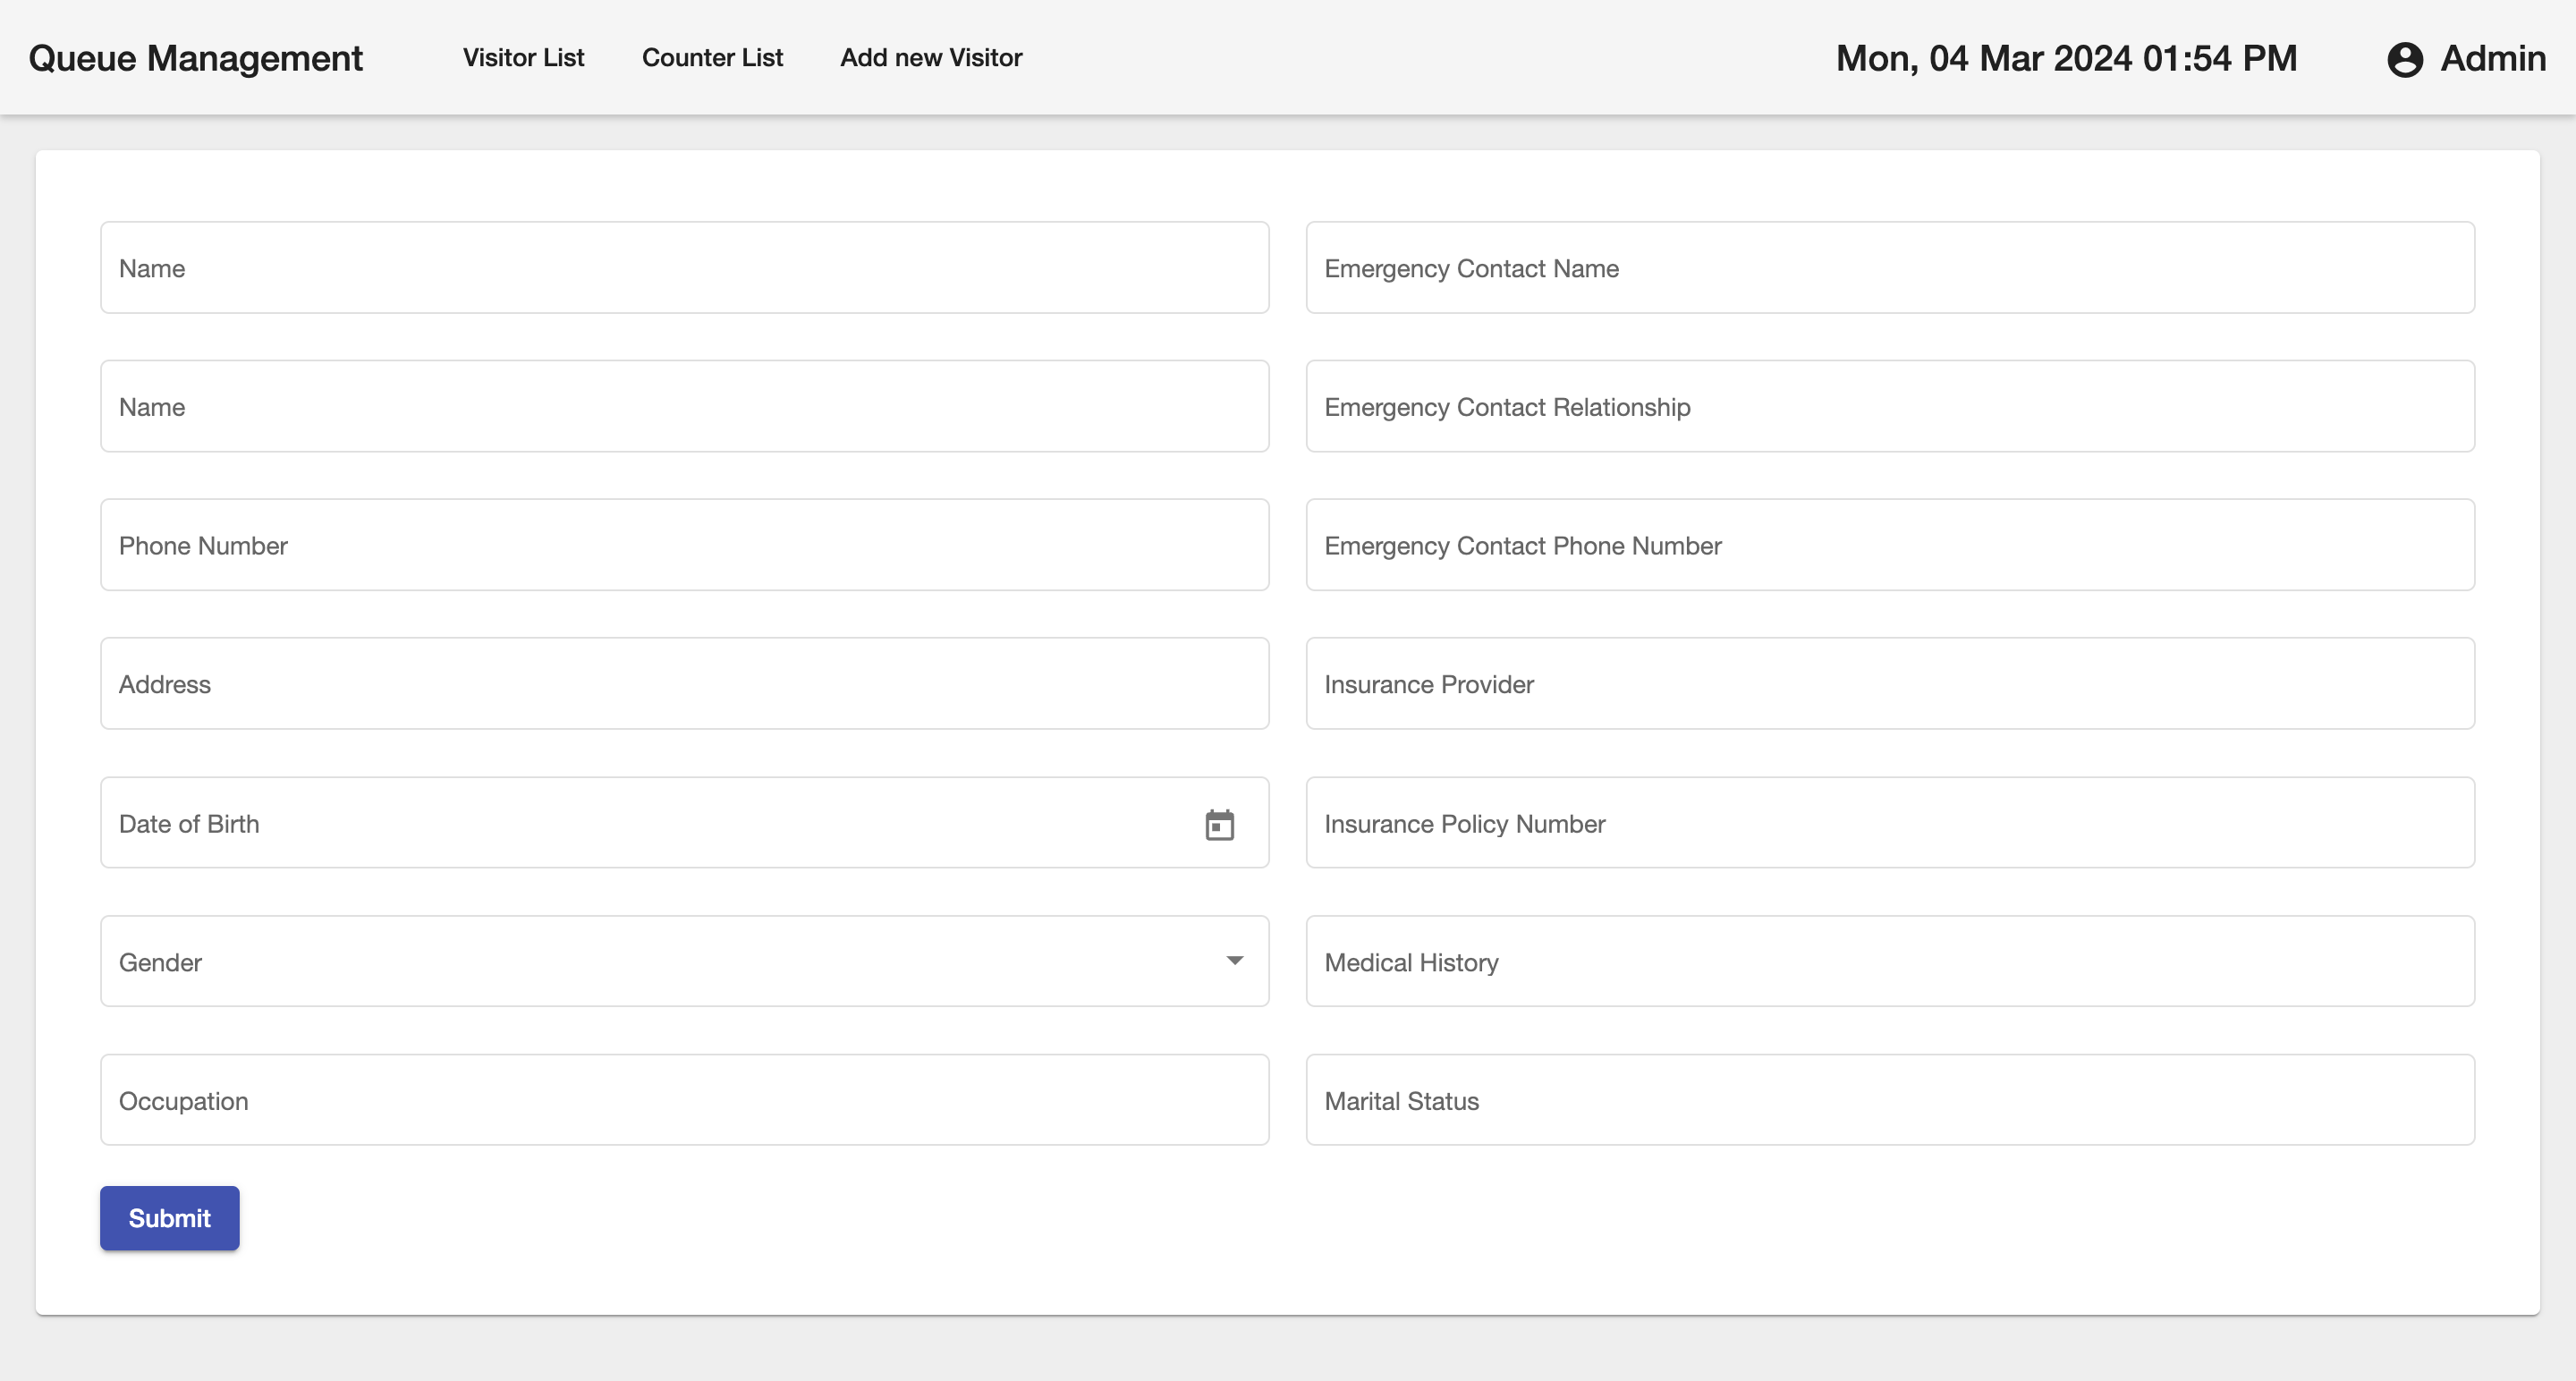 Queue Management Visitor List Counter List Add new Visitor Mon, 04 Mar 2024 01:54 PM Admin
Name Emergency Contact Name
Name Emergency Contact Relationship
Phone Number Emergency Contact Phone Number
Address Insurance Provider
Date of Birth Insurance Policy Number
Gender Medical History
Occupation Marital Status
Submit